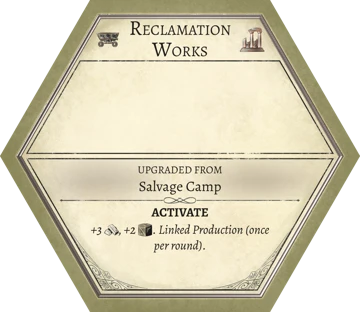 RECLAMATION
WORKS
UPGRADED FROM
Salvage Camp
ACTIVATE
+3 , +2 . Linked Production (once
per round).